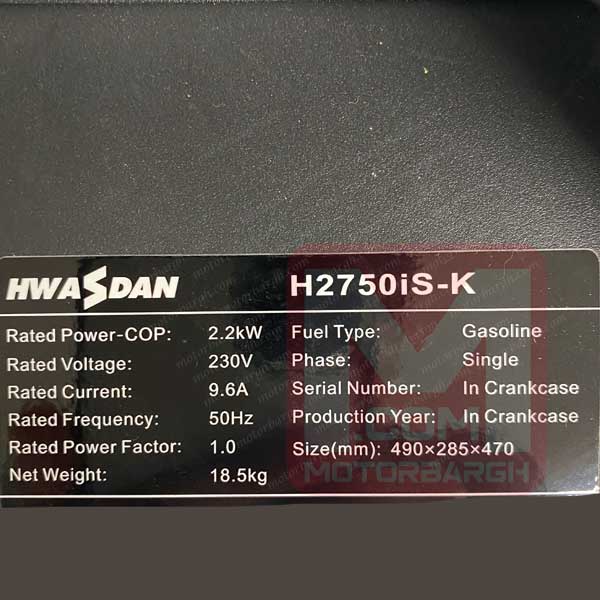 HWASDAN H2750iS-K
Rated Power-COP: 2.2kW
Rated Voltage: 230V
Rated Current: 9.6A
Rated Frequency: 50Hz
Rated Power Factor: 1.0
Net Weight: 18.5kg
Fuel Type: Gasoline
Phase: Single
Serial Number: In Crankcase
Production Year: In Crankcase
Size(mm): 490×285×470
.COM
MOTORBARGH